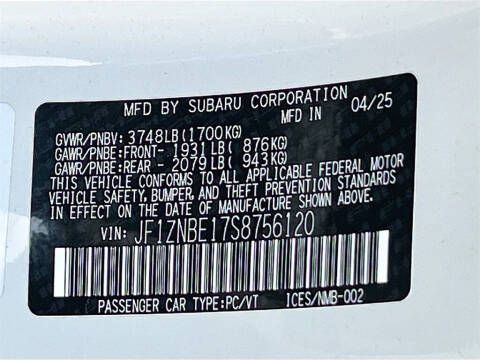 MFD BY SUBARU CORPORATION
MFD IN 04/25
GVWR/PNBV: 3748LB(1700KG)
GAWR/PNBE:FRONT- 1931LB( 876KG)
GAWR/PNBE:REAR - 2079LB( 943KG)
THIS VEHICLE CONFORMS TO ALL APPLICABLE FEDERAL MOTOR
VEHICLE SAFETY, BUMPER, AND THEFT PREVENTION STANDARDS
IN EFFECT ON THE DATE OF MANUFACTURE SHOWN ABOVE.
VIN: JF1ZNBE17S8756120
PASSENGER CAR TYPE:PC/VT ICES/NMB-002